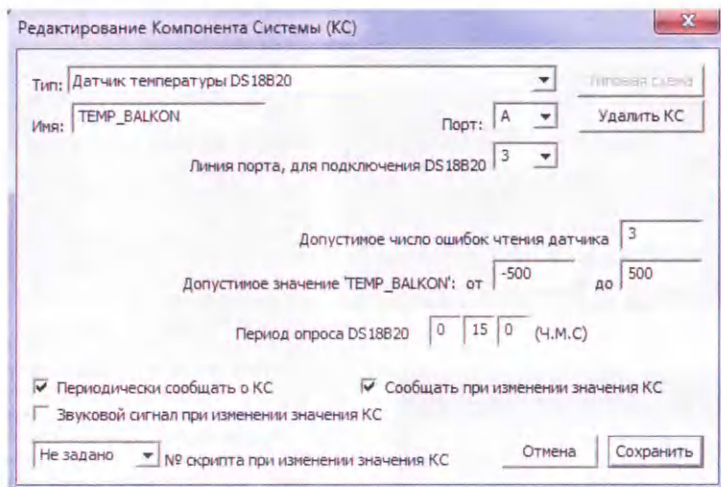 Редактирование Компонента Системы (КС)
Тип: Датчик температуры DS18B20
Типовая схема
Имя: TEMP_BALKON
Порт: A
Удалить КС
Линия порта, для подключения DS18B20 3
Допустимое число ошибок чтения датчика 3
Допустимое значение 'TEMP_BALKON': от -500 до 500
Период опроса DS18B20 0 15 0 (Ч.М.С)
Периодически сообщать о КС
Сообщать при изменении значения КС
Звуковой сигнал при изменении значения КС
Не задано № скрипта при изменении значения КС
Отмена
Сохранить